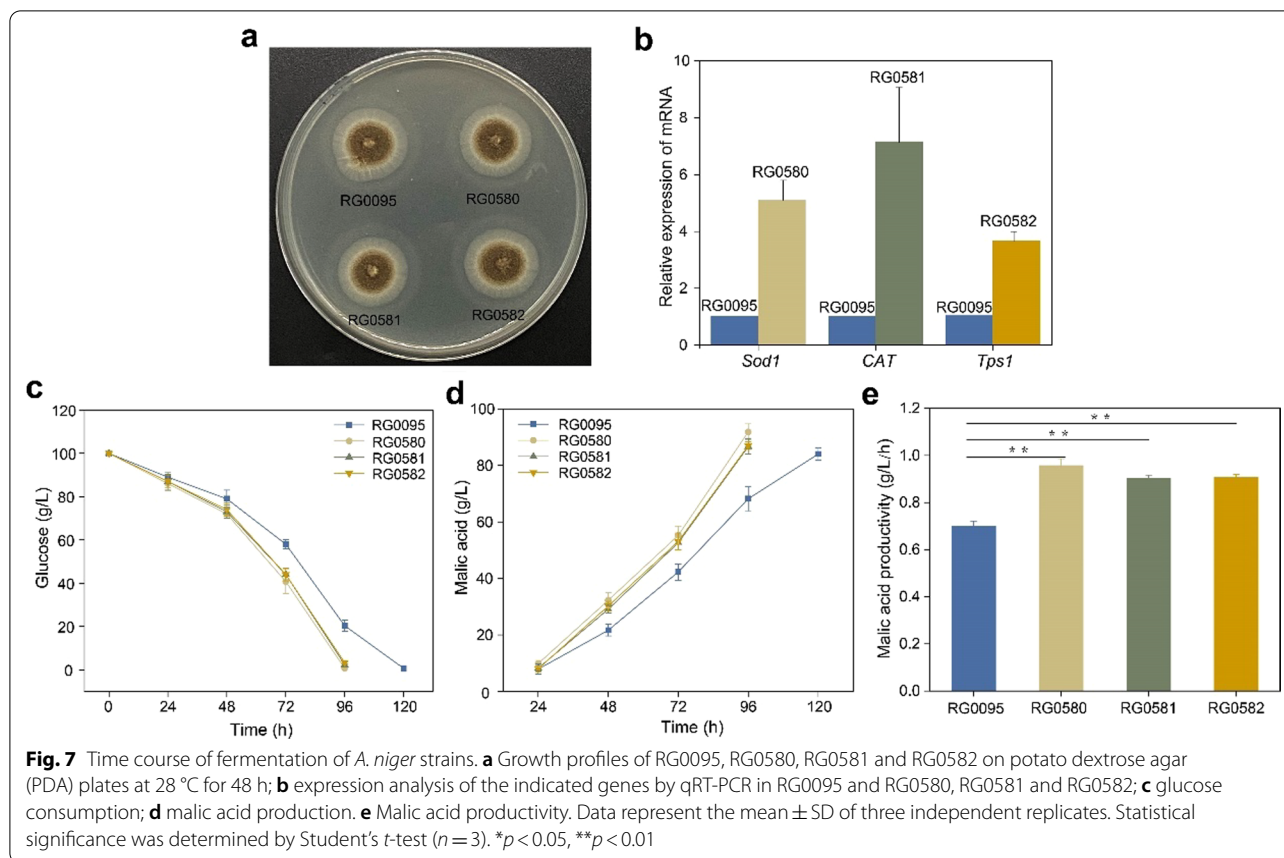 a
RG0095
RG0580
RG0581
RG0582
b
Relative expression of mRNA
10
8
6
4
2
0
RG0095
RG0580
RG0095
RG0581
RG0095
RG0582
Sod1
CAT
Tps1
c
Glucose (g/L)
120
100
80
60
40
20
0
0
24
48
72
96
120
Time (h)
RG0095
RG0580
RG0581
RG0582
d
Malic acid (g/L)
100
80
60
40
20
0
24
48
72
96
120
Time (h)
RG0095
RG0580
RG0581
RG0582
e
Malic acid productivity (g/L/h)
1.2
1.0
0.8
0.6
0.4
0.2
0.0
* *
* *
* *
RG0095
RG0580
RG0581
RG0582
Fig. 7 Time course of fermentation of A. niger strains. a Growth profiles of RG0095, RG0580, RG0581 and RG0582 on potato dextrose agar
(PDA) plates at 28 °C for 48 h; b expression analysis of the indicated genes by qRT-PCR in RG0095 and RG0580, RG0581 and RG0582; c glucose
consumption; d malic acid production. e Malic acid productivity. Data represent the mean ± SD of three independent replicates. Statistical
significance was determined by Student's t-test (n = 3). *p < 0.05, **p < 0.01